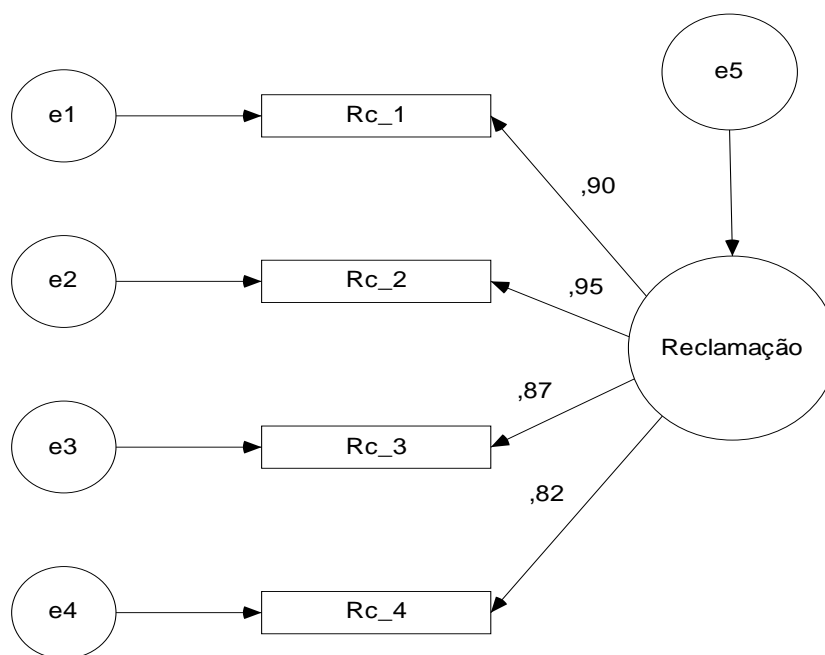 e5
e1
Rc_1
,90
e2
Rc_2
,95
Reclamação
,87
e3
Rc_3
,82
e4
Rc_4